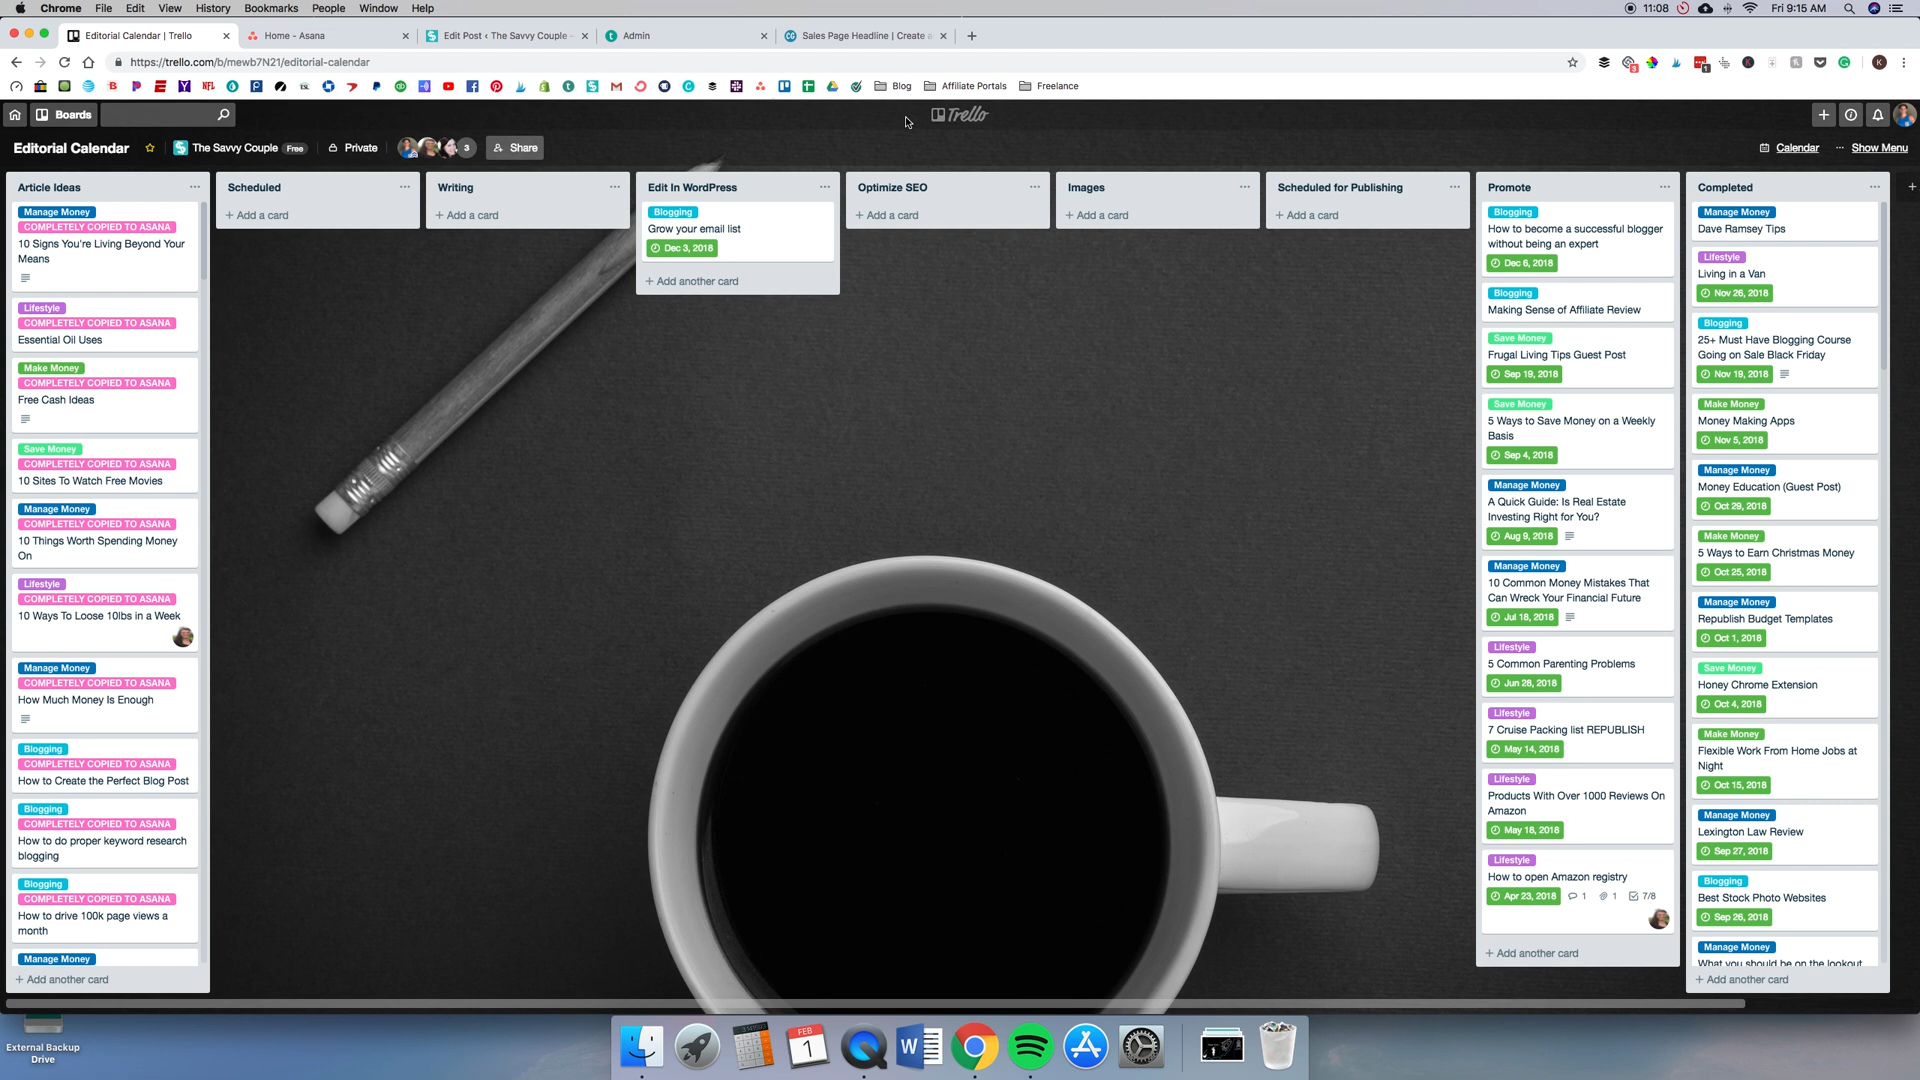 Chrome File Edit View History Bookmarks People Window Help
11:08
Fri 9:15 AM
Editorial Calendar | Trello
Home - Asana
Edit Post ‹ The Savvy Couple
Admin
Sales Page Headline | Create a
https://trello.com/b/mewb7N21/editorial-calendar
Blog
Affiliate Portals
Freelance
Boards
Trello
Editorial Calendar
The Savvy Couple Free
Private
3
Share
Calendar
Show Menu
Article Ideas
Manage Money
COMPLETELY COPIED TO ASANA
10 Signs You're Living Beyond Your
Means
Lifestyle
COMPLETELY COPIED TO ASANA
Essential Oil Uses
Make Money
COMPLETELY COPIED TO ASANA
Free Cash Ideas
Save Money
COMPLETELY COPIED TO ASANA
10 Sites To Watch Free Movies
Manage Money
COMPLETELY COPIED TO ASANA
10 Things Worth Spending Money
On
Lifestyle
COMPLETELY COPIED TO ASANA
10 Ways To Loose 10lbs in a Week
Manage Money
COMPLETELY COPIED TO ASANA
How Much Money Is Enough
Blogging
COMPLETELY COPIED TO ASANA
How to Create the Perfect Blog Post
Blogging
COMPLETELY COPIED TO ASANA
How to do proper keyword research
blogging
Blogging
COMPLETELY COPIED TO ASANA
How to drive 100k page views a
month
Manage Money
+ Add another card
Scheduled
+ Add a card
Writing
+ Add a card
Edit In WordPress
Blogging
Grow your email list
Dec 3, 2018
+ Add another card
Optimize SEO
+ Add a card
Images
+ Add a card
Scheduled for Publishing
+ Add a card
Promote
Blogging
How to become a successful blogger
without being an expert
Dec 6, 2018
Blogging
Making Sense of Affiliate Review
Save Money
Frugal Living Tips Guest Post
Sep 19, 2018
Save Money
5 Ways to Save Money on a Weekly
Basis
Sep 4, 2018
Manage Money
A Quick Guide: Is Real Estate
Investing Right for You?
Aug 9, 2018
Manage Money
10 Common Money Mistakes That
Can Wreck Your Financial Future
Jul 18, 2018
Lifestyle
5 Common Parenting Problems
Jun 28, 2018
Lifestyle
7 Cruise Packing list REPUBLISH
May 14, 2018
Lifestyle
Products With Over 1000 Reviews On
Amazon
May 18, 2018
Lifestyle
How to open Amazon registry
Apr 23, 2018 1 1 7/8
+ Add another card
Completed
Manage Money
Dave Ramsey Tips
Lifestyle
Living in a Van
Nov 26, 2018
Blogging
25+ Must Have Blogging Course
Going on Sale Black Friday
Nov 19, 2018
Make Money
Money Making Apps
Nov 5, 2018
Manage Money
Money Education (Guest Post)
Oct 29, 2018
Make Money
5 Ways to Earn Christmas Money
Oct 25, 2018
Manage Money
Republish Budget Templates
Oct 1, 2018
Save Money
Honey Chrome Extension
Oct 4, 2018
Make Money
Flexible Work From Home Jobs at
Night
Oct 15, 2018
Manage Money
Lexington Law Review
Sep 27, 2018
Blogging
Best Stock Photo Websites
Sep 26, 2018
Manage Money
What you should be on the lookout
+ Add another card
External Backup
Drive
FEB
1
W